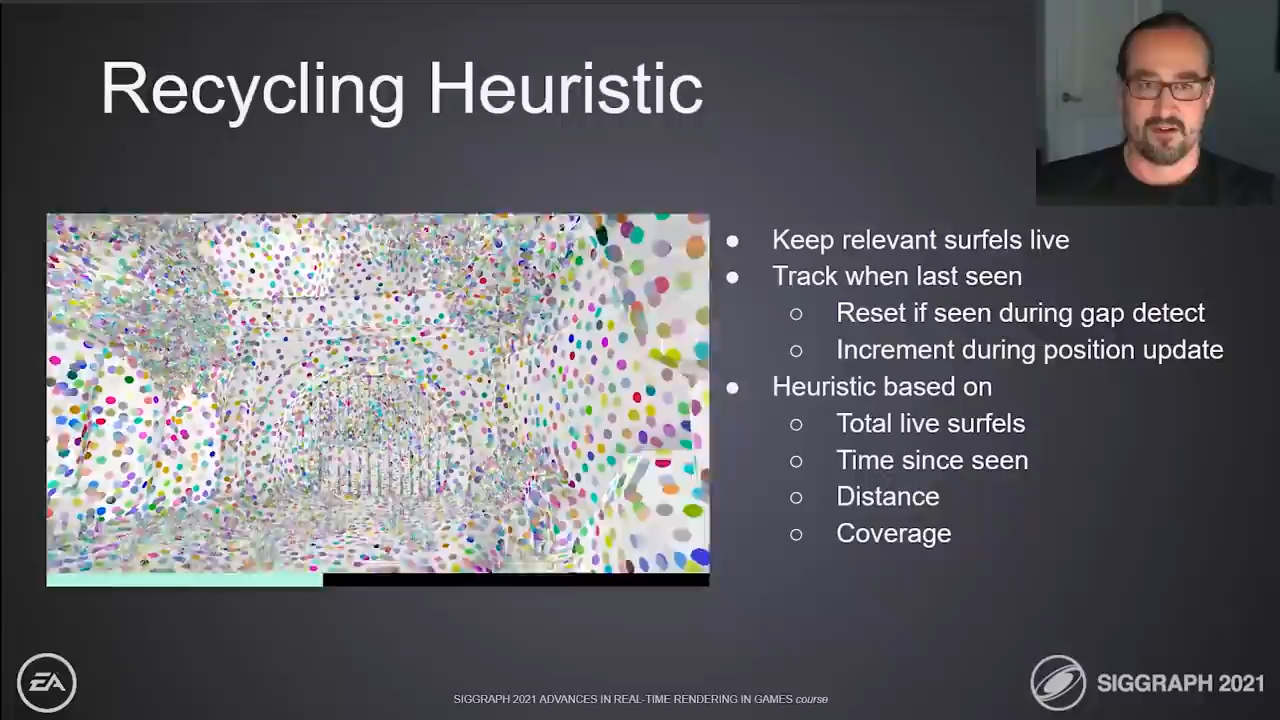 Recycling Heuristic
● Keep relevant surfels live
● Track when last seen
○ Reset if seen during gap detect
○ Increment during position update
● Heuristic based on
○ Total live surfels
○ Time since seen
○ Distance
○ Coverage
EA
SIGGRAPH 2021 ADVANCES IN REAL-TIME RENDERING IN GAMES course
SIGGRAPH 2021